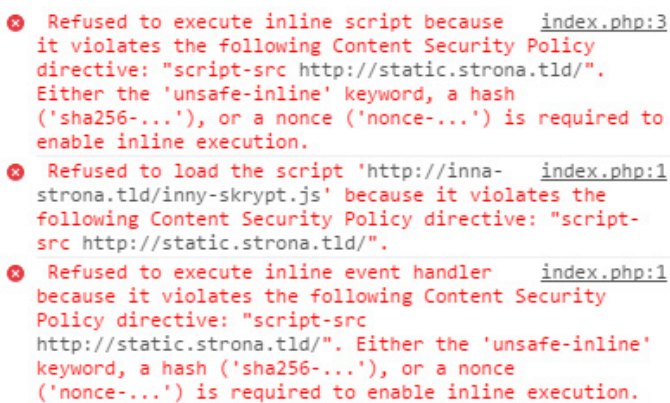 Refused to execute inline script because index.php:3
it violates the following Content Security Policy
directive: "script-src http://static.strona.tld/".
Either the 'unsafe-inline' keyword, a hash
('sha256-...'), or a nonce ('nonce-...') is required to
enable inline execution.
Refused to load the script 'http://inna- index.php:1
strona.tld/inny-skrypt.js' because it violates the
following Content Security Policy directive: "script-
src http://static.strona.tld/".
Refused to execute inline event handler index.php:1
because it violates the following Content Security
Policy directive: "script-src
http://static.strona.tld/". Either the 'unsafe-inline'
keyword, a hash ('sha256-...'), or a nonce
('nonce-...') is required to enable inline execution.